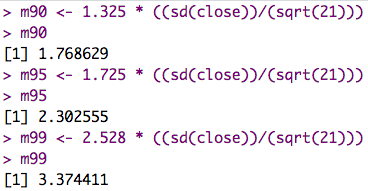 > m90 <- 1.325 * ((sd(close))/(sqrt(21)))
> m90
[1] 1.768629
> m95 <- 1.725 * ((sd(close))/(sqrt(21)))
> m95
[1] 2.302555
> m99 <- 2.528 * ((sd(close))/(sqrt(21)))
> m99
[1] 3.374411